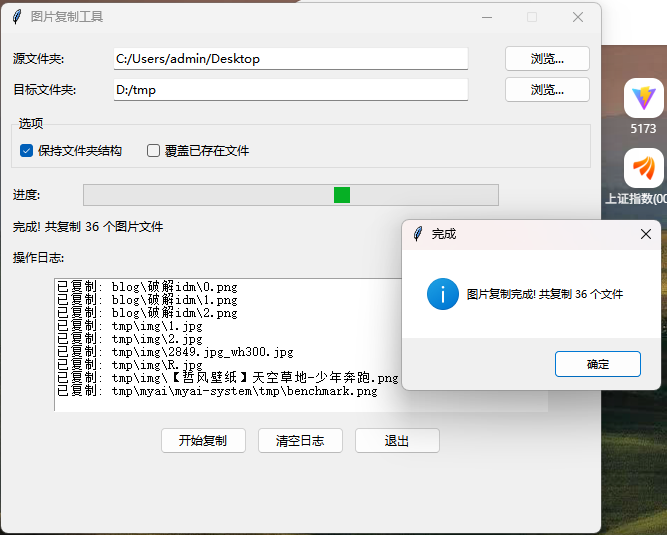 图片复制工具
源文件夹:
C:/Users/admin/Desktop
浏览...
目标文件夹:
D:/tmp
浏览...
选项
保持文件夹结构
覆盖已存在文件
进度:
完成! 共复制 36 个图片文件
操作日志:
已复制: blog\破解idm\0.png
已复制: blog\破解idm\1.png
已复制: blog\破解idm\2.png
已复制: tmp\img\1.jpg
已复制: tmp\img\2.jpg
已复制: tmp\img\2849.jpg_wh300.jpg
已复制: tmp\img\R.jpg
已复制: tmp\img\【哲风壁纸】天空草地-少年奔跑.png
已复制: tmp\myai\myai-system\tmp\benchmark.png
开始复制
清空日志
退出
完成
图片复制完成! 共复制 36 个文件
确定
5173
上证指数(00